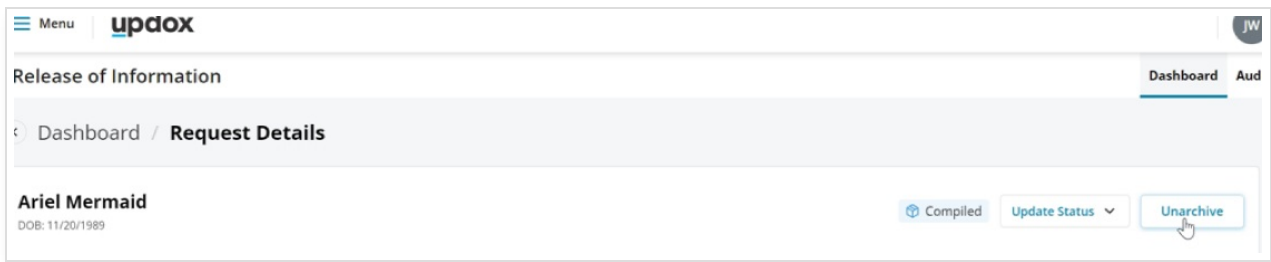 Menu updox JW
Release of Information Dashboard Aud
Dashboard / Request Details
Ariel Mermaid Compiled Update Status Unarchive
DOB: 11/20/1989